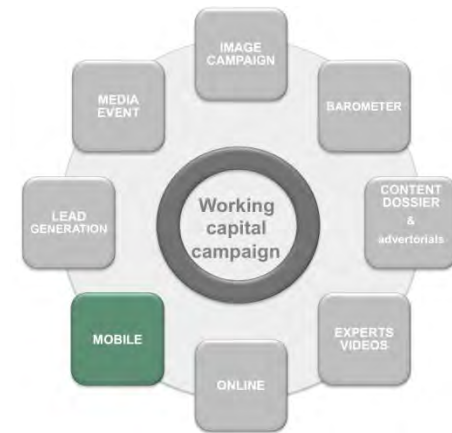 IMAGE
CAMPAIGN
BAROMETER
CONTENT
DOSSIER
&
advertorials
EXPERTS
VIDEOS
ONLINE
MOBILE
LEAD
GENERATION
MEDIA
EVENT
Working
capital
campaign